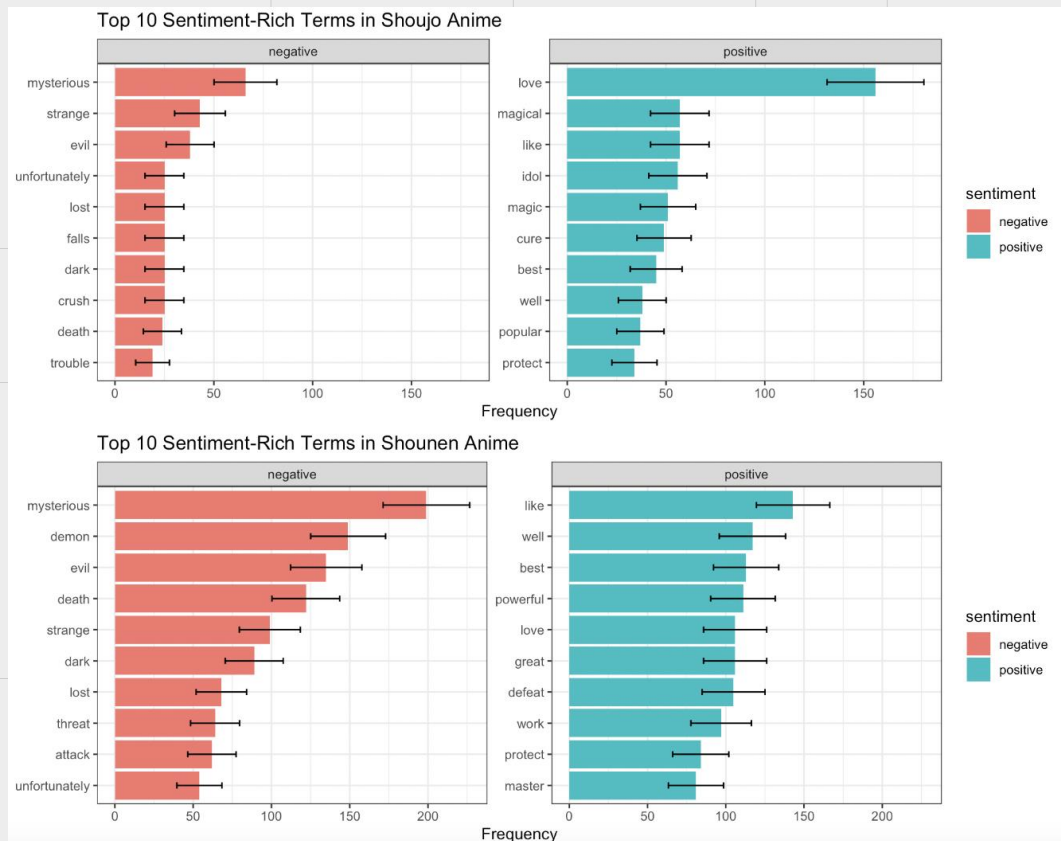 Top 10 Sentiment-Rich Terms in Shoujo Anime
negative
mysterious
strange
evil
unfortunately
lost
falls
dark
crush
death
trouble
0 50 100 150
positive
love
magical
like
idol
magic
cure
best
well
popular
protect
0 50 100 150
Frequency
sentiment
negative
positive
Top 10 Sentiment-Rich Terms in Shounen Anime
negative
mysterious
demon
evil
death
strange
dark
lost
threat
attack
unfortunately
0 50 100 150 200
positive
like
well
best
powerful
love
great
defeat
work
protect
master
0 50 100 150 200
Frequency
sentiment
negative
positive